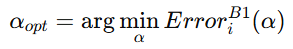 α_opt = arg min_α Error_i^{B1}(α)